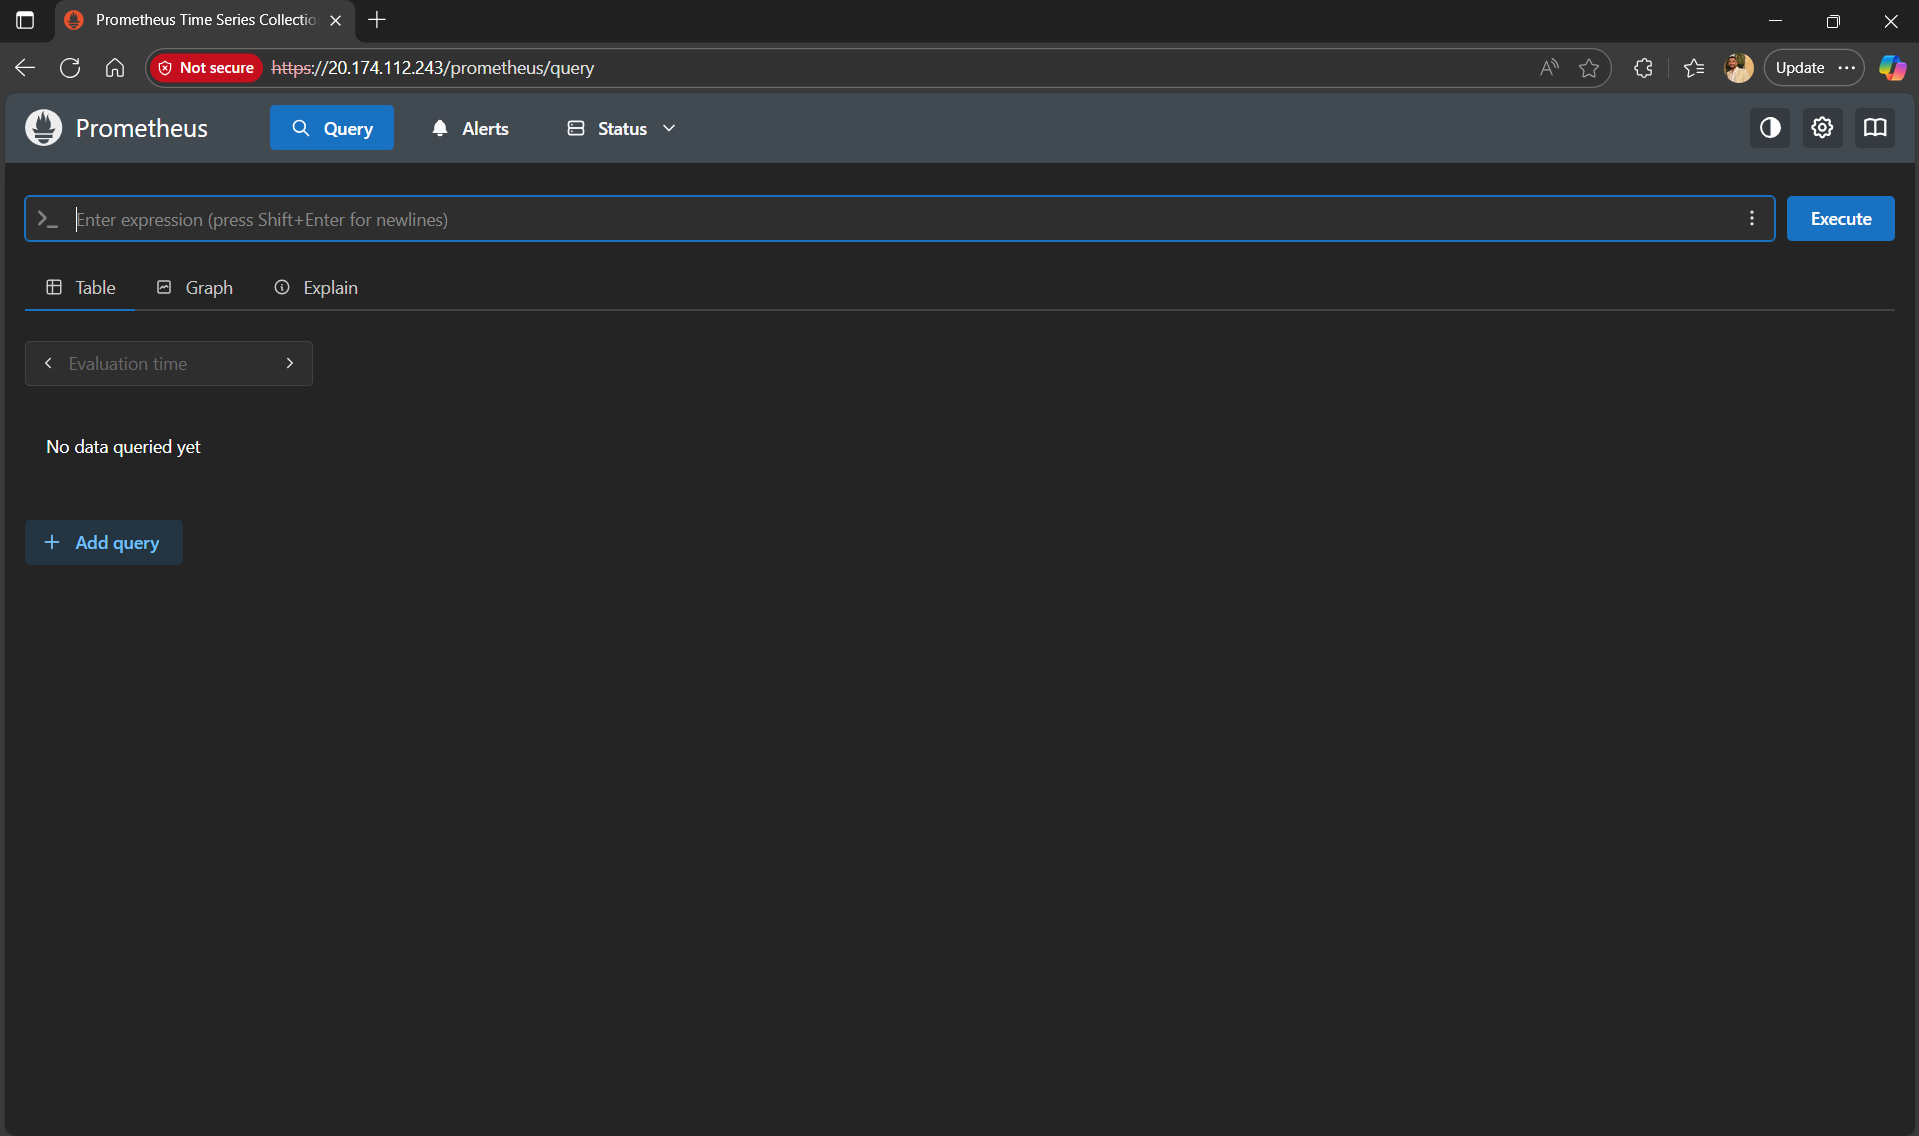 Prometheus Time Series Collectio
Not secure https://20.174.112.243/prometheus/query
Update
Prometheus
Query
Alerts
Status
Enter expression (press Shift+Enter for newlines)
Execute
Table
Graph
Explain
Evaluation time
No data queried yet
Add query